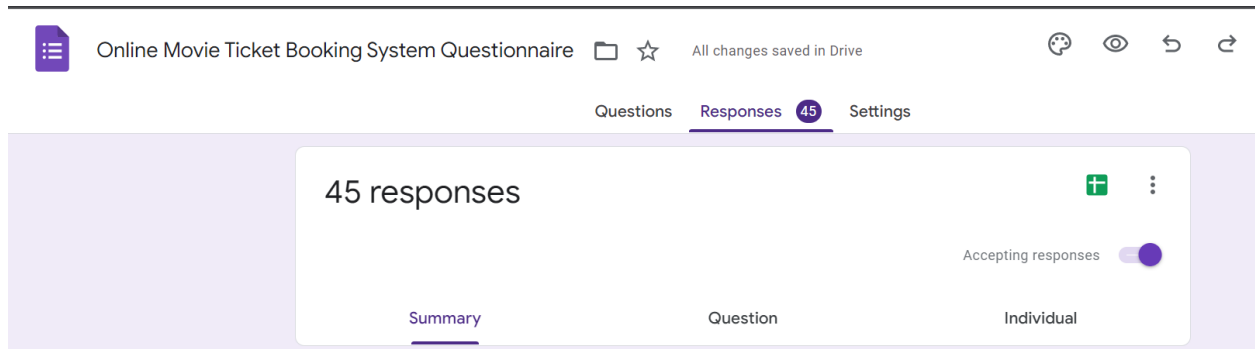 Online Movie Ticket Booking System Questionnaire All changes saved in Drive
Questions Responses 45 Settings
45 responses
Accepting responses
Summary Question Individual